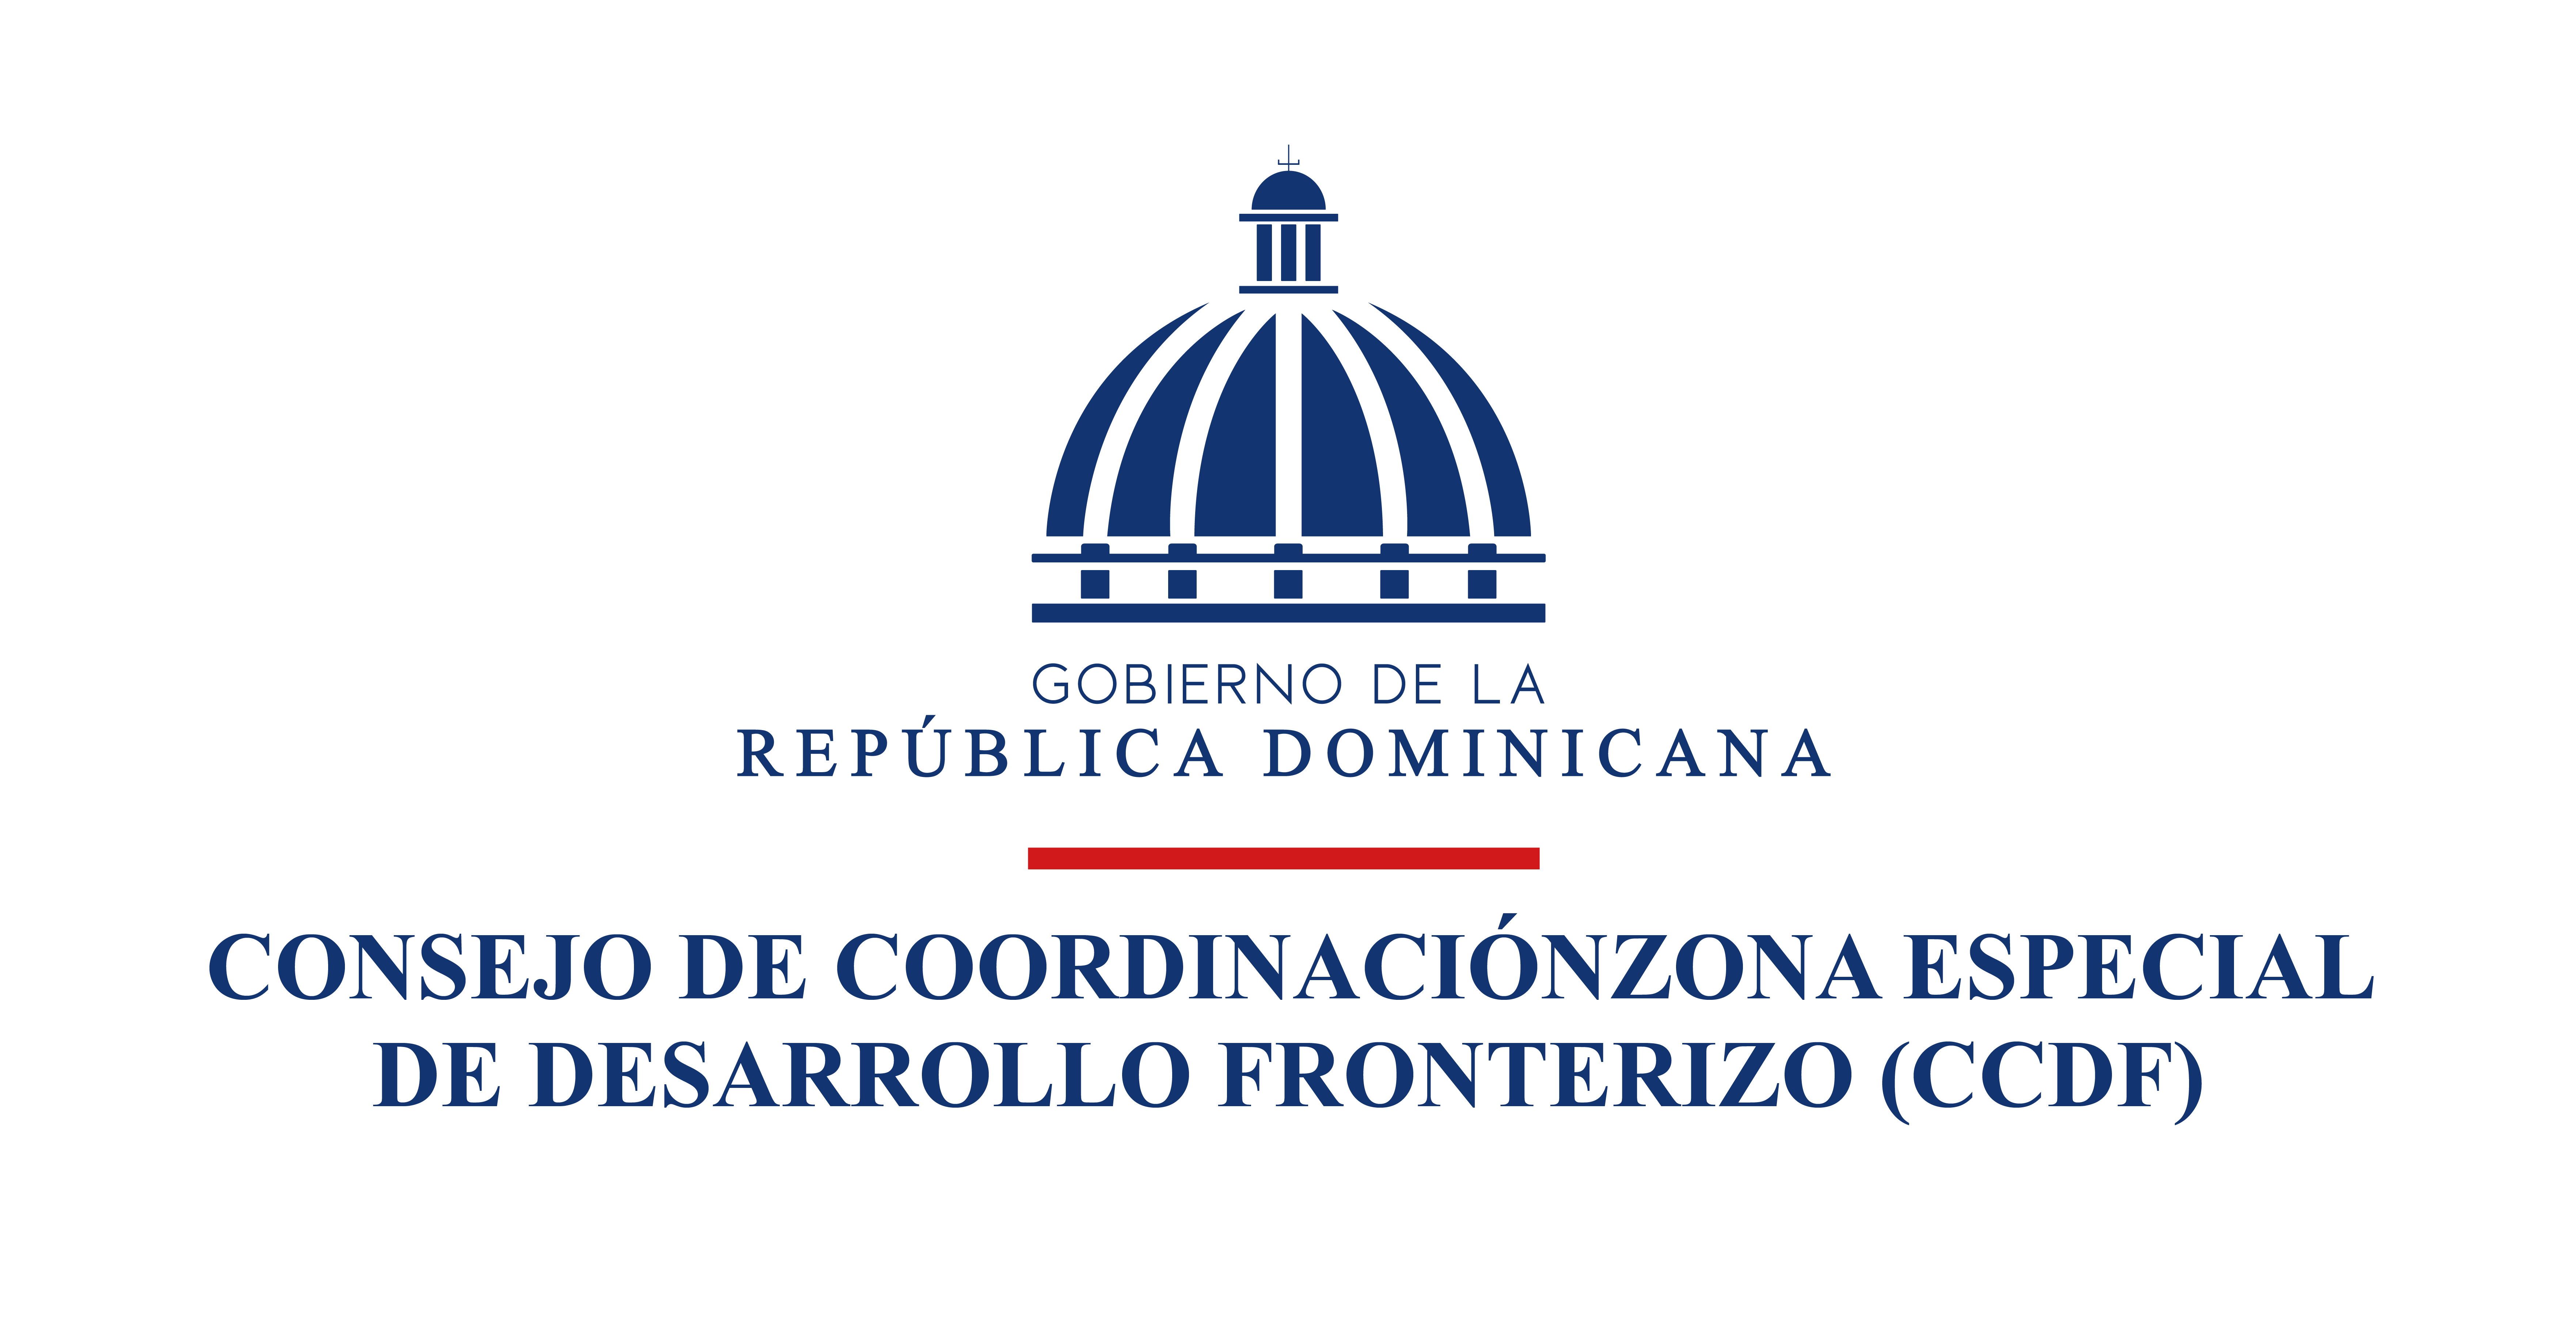 GOBIERNO DE LA
REPÚBLICA DOMINICANA
CONSEJO DE COORDINACIÓNZONA ESPECIAL
DE DESARROLLO FRONTERIZO (CCDF)